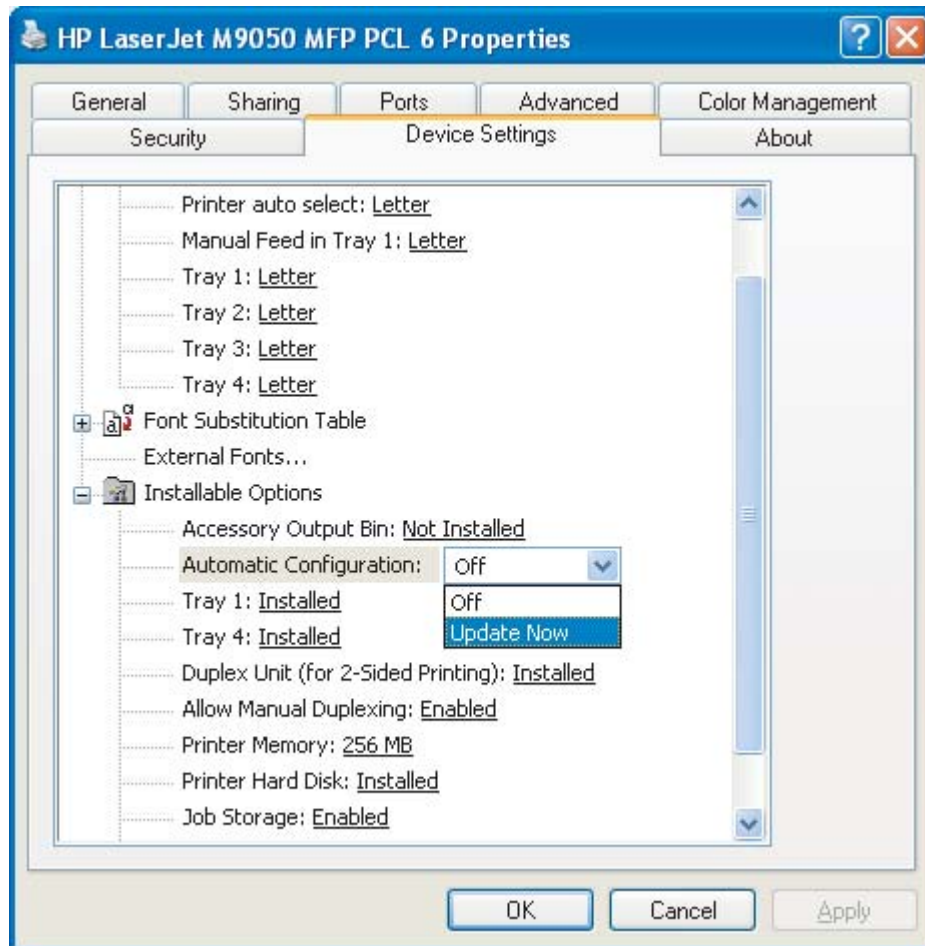 HP LaserJet M9050 MFP PCL 6 Properties
General Sharing Ports Advanced Color Management
Security Device Settings About
Printer auto select: Letter
Manual Feed in Tray 1: Letter
Tray 1: Letter
Tray 2: Letter
Tray 3: Letter
Tray 4: Letter
Font Substitution Table
External Fonts...
Installable Options
Accessory Output Bin: Not Installed
Automatic Configuration: Off
Off
Tray 1: Installed
Update Now
Tray 4: Installed
Duplex Unit (for 2-Sided Printing): Installed
Allow Manual Duplexing: Enabled
Printer Memory: 256 MB
Printer Hard Disk: Installed
Job Storage: Enabled
OK Cancel Apply